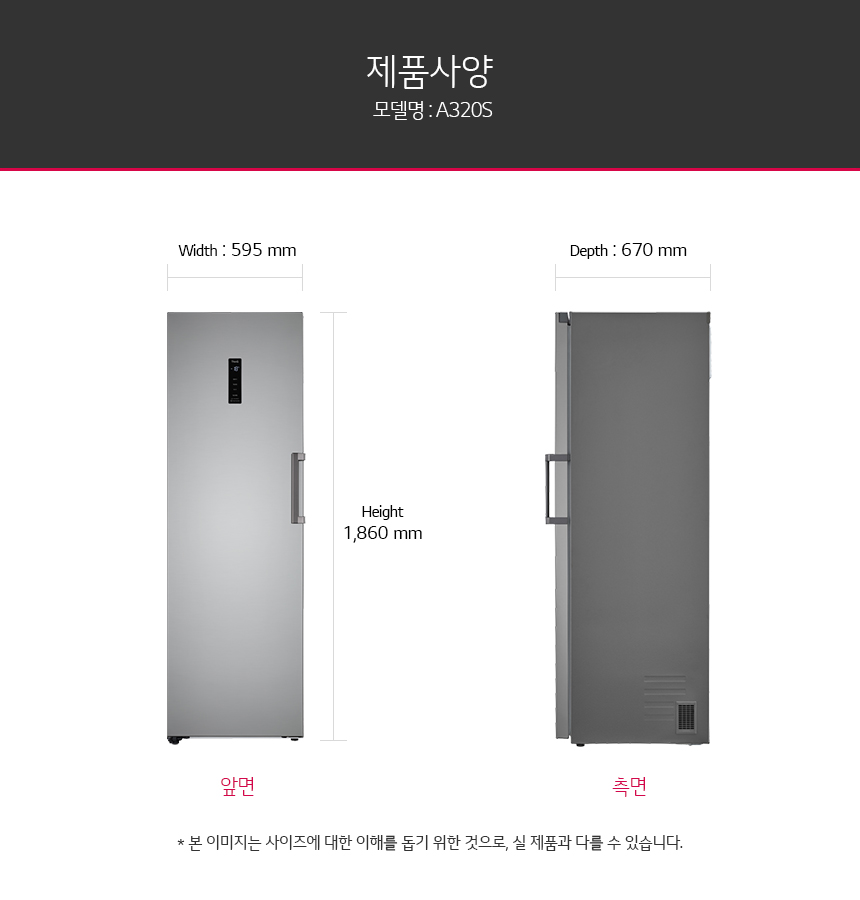 제품사양
모델명 : A320S
Width : 595 mm
Depth : 670 mm
Height
1,860 mm
앞면
측면
* 본 이미지는 사이즈에 대한 이해를 돕기 위한 것으로, 실 제품과 다를 수 있습니다.